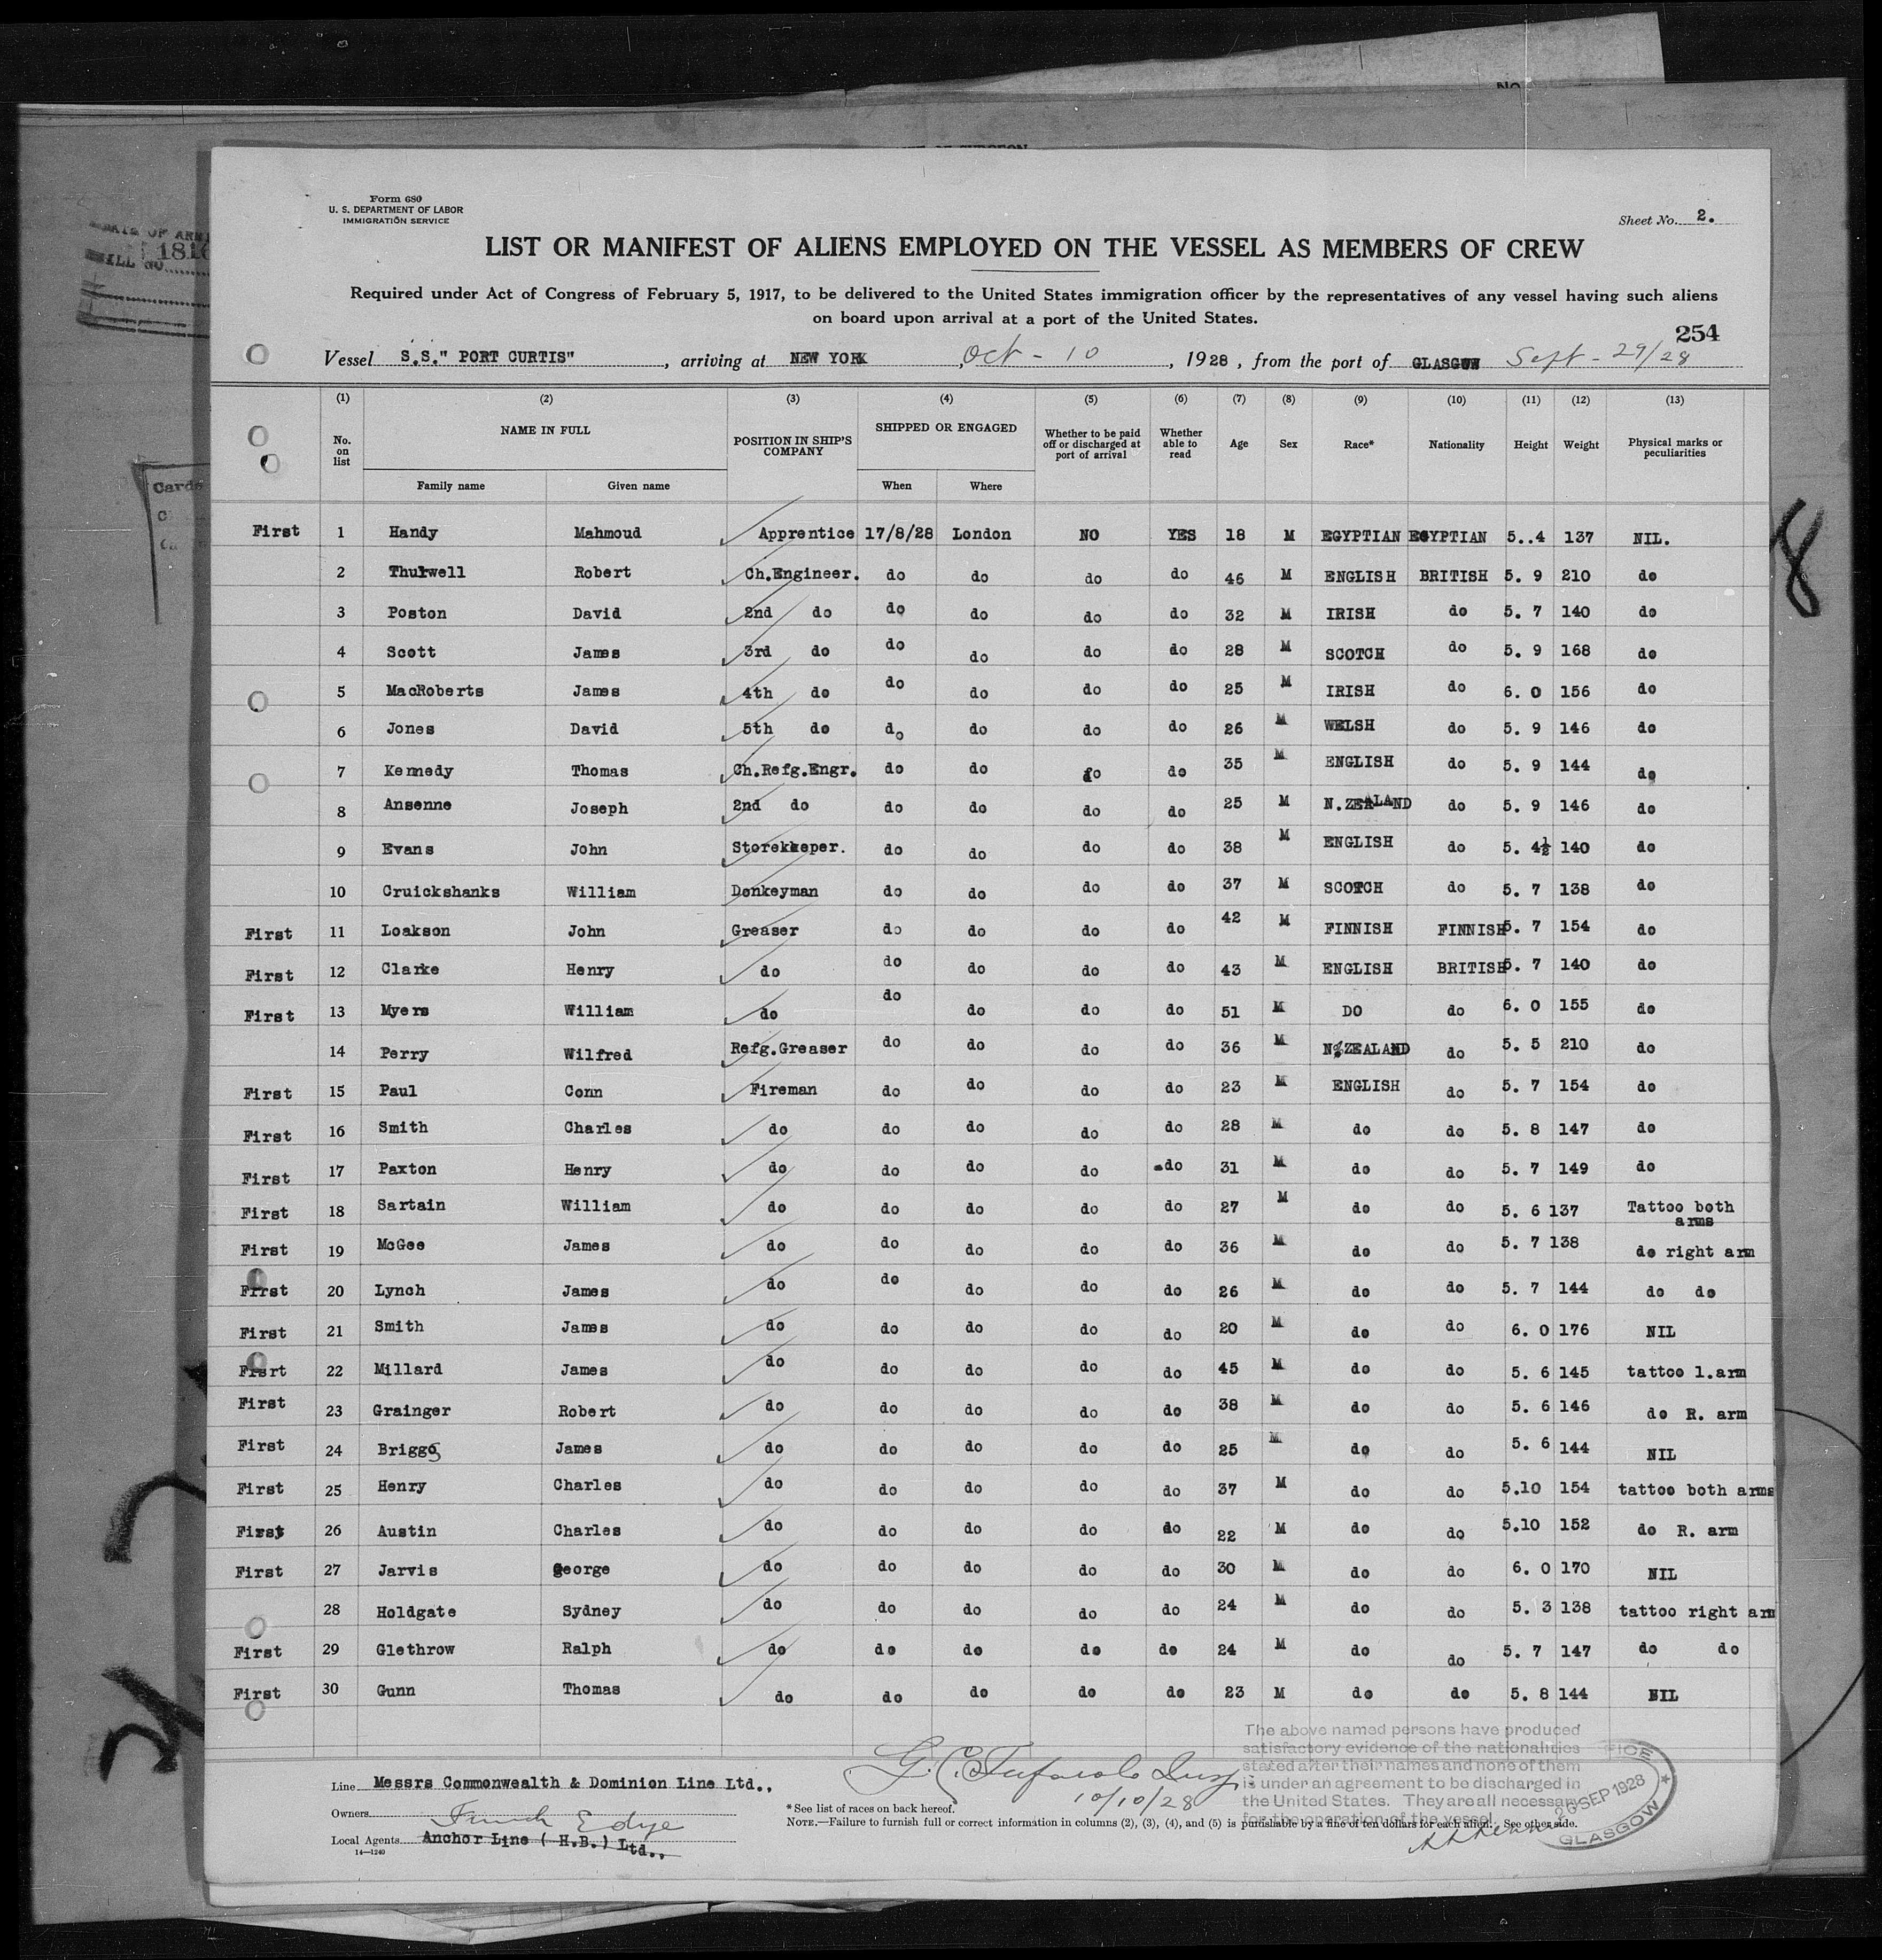 Form 680
U. S. DEPARTMENT OF LABOR
IMMIGRATION SERVICE
Sheet No. 2.
LIST OR MANIFEST OF ALIENS EMPLOYED ON THE VESSEL AS MEMBERS OF CREW
Required under Act of Congress of February 5, 1917, to be delivered to the United States immigration officer by the representatives of any vessel having such aliens
on board upon arrival at a port of the United States.
254
Vessel S.S." PORT CURTIS", arriving at NEW YORK, Oct - 10, 1928, from the port of GLASGOW Sept - 29/28
(1) (2) (3) (4) (5) (6) (7) (8) (9) (10) (11) (12) (13)
No. on list NAME IN FULL POSITION IN SHIP'S COMPANY SHIPPED OR ENGAGED Whether to be paid off or discharged at port of arrival Whether able to read Age Sex Race* Nationality Height Weight Physical marks or peculiarities
Family name Given name When Where
First 1 Handy Mahmoud Apprentice 17/8/28 London NO YES 18 M EGYPTIAN EGYPTIAN 5..4 137 NIL.
2 Thurwell Robert Ch.Engineer. do do do do 46 M ENGLISH BRITISH 5. 9 210 do
3 Poston David 2nd do do do do do 32 M IRISH do 5. 7 140 do
4 Scott James 3rd do do do do do 28 M SCOTCH do 5. 9 168 do
5 MacRoberts James 4th do do do do do 25 M IRISH do 6. 0 156 do
6 Jones David 5th do do do do do 26 M WELSH do 5. 9 146 do
7 Kennedy Thomas Ch.Refg.Engr. do do do do 35 M ENGLISH do 5. 9 144 do
8 Ansenne Joseph 2nd do do do do do 25 M N.ZEALAND do 5. 9 146 do
9 Evans John Storekkeper. do do do do 38 M ENGLISH do 5. 4½ 140 do
10 Cruickshanks William Donkeyman do do do do 37 M SCOTCH do 5. 7 138 do
First 11 Loakson John Greaser do do do do 42 M FINNISH FINNISH 5. 7 154 do
First 12 Clarke Henry do do do do do 43 M ENGLISH BRITISH 5. 7 140 do
First 13 Myers William do do do do do 51 M DO do 6. 0 155 do
14 Perry Wilfred Refg.Greaser do do do do 36 M N.ZEALAND do 5. 5 210 do
First 15 Paul Conn Fireman do do do do 23 M ENGLISH do 5. 7 154 do
First 16 Smith Charles do do do do do 28 M do do 5. 8 147 do
First 17 Paxton Henry do do do do do 31 M do do 5. 7 149 do
First 18 Sartain William do do do do do 27 M do do 5. 6 137 Tattoo both arms
First 19 McGee James do do do do do 36 M do do 5. 7 138 do right arm
First 20 Lynch James do do do do do 26 M do do 5. 7 144 do do
First 21 Smith James do do do do do 20 M do do 6. 0 176 NIL
Fisrt 22 Millard James do do do do do 45 M do do 5. 6 145 tattoo l.arm
First 23 Grainger Robert do do do do do 38 M do do 5. 6 146 do R. arm
First 24 Briggs James do do do do do 25 M do do 5. 6 144 NIL
First 25 Henry Charles do do do do do 37 M do do 5.10 154 tattoo both arms
First 26 Austin Charles do do do do do 22 M do do 5.10 152 do R. arm
First 27 Jarvis george do do do do do 30 M do do 6. 0 170 NIL
28 Holdgate Sydney do do do do do 24 M do do 5. 3 138 tattoo right arm
First 29 Glethrow Ralph do do do do do 24 M do do 5. 7 147 do do
First 30 Gunn Thomas do do do do do 23 M do do 5. 8 144 NIL
The above named persons have produced
satisfactory evidence of the nationalities
stated after their names and none of them
is under an agreement to be discharged in
the United States. They are all necessary
for the operation of the vessel
26 SEP 1928
GLASGOW
Line Messrs Commonwealth & Dominion Line Ltd.,
10/10/28
Owners
Local Agents Anchor Line ( H.B.) Ltd.,
14—1240
* See list of races on back hereof.
NOTE.—Failure to furnish full or correct information in columns (2), (3), (4), and (5) is punishable by a fine of ten dollars for each alien. See other side.
8